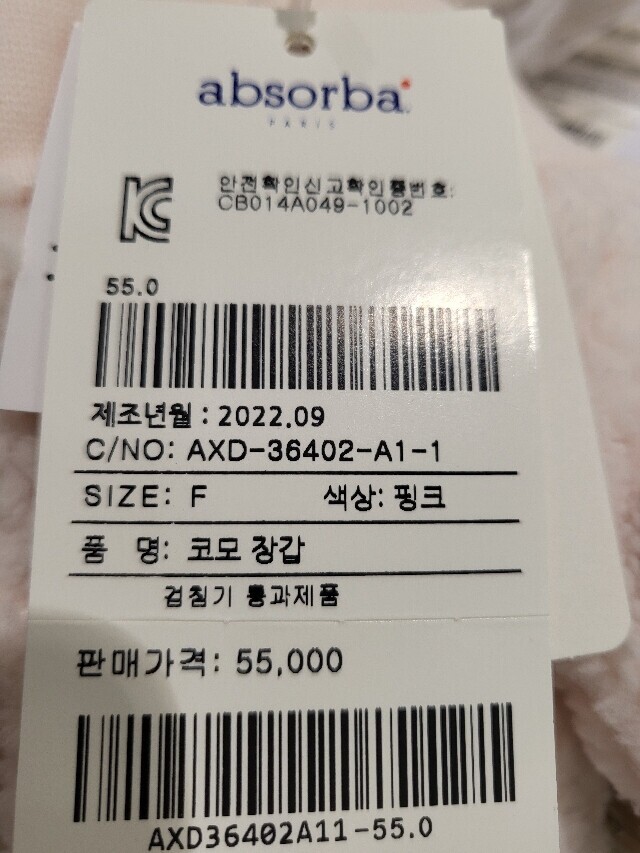 absorba
PARIS
안전확인신고확인증번호:
CB014A049-1002
55.0
제조년월 : 2022.09
C/NO: AXD-36402-A1-1
SIZE: F 색상: 핑크
품 명: 코모 장갑
검침기 통과제품
판매가격: 55,000
AXD36402A11-55.0